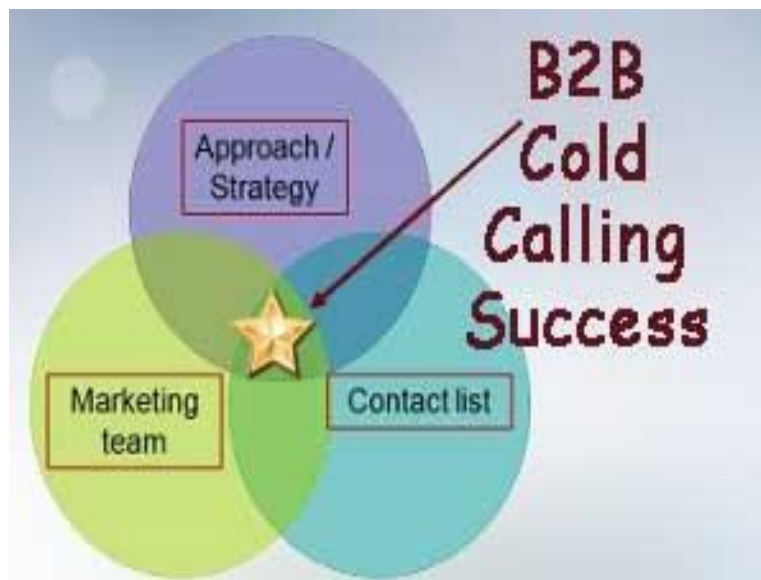 B2B
Cold
Calling
Success
Approach /
Strategy
Marketing
team
Contact list